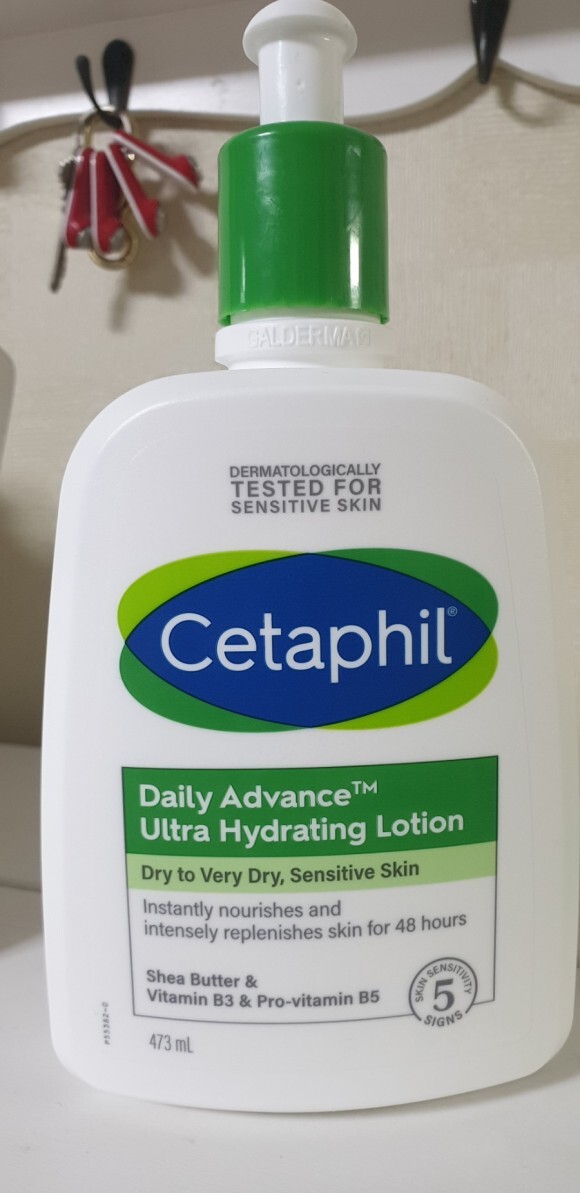 GALDERMA®
DERMATOLOGICALLY
TESTED FOR
SENSITIVE SKIN
Cetaphil®
Daily Advance™
Ultra Hydrating Lotion
Dry to Very Dry, Sensitive Skin
Instantly nourishes and
intensely replenishes skin for 48 hours
Shea Butter &
Vitamin B3 & Pro-vitamin B5
SKIN SENSITIVITY
5
SIGNS
473 mL